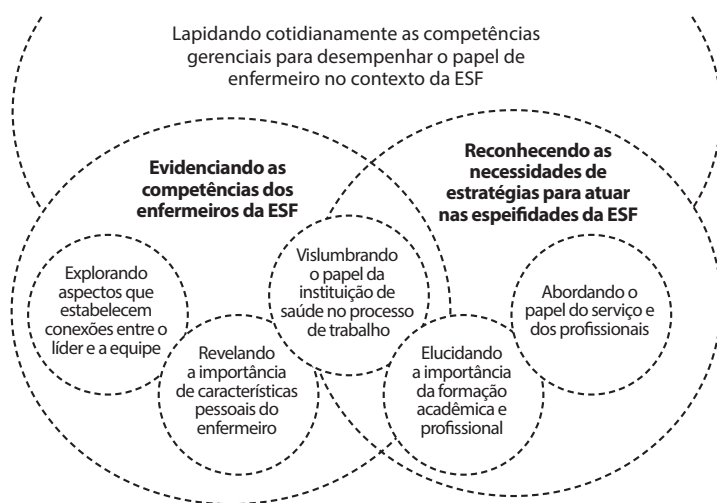 Lapidando cotidianamente as competências
gerenciais para desempenhar o papel de
enfermeiro no contexto da ESF
Evidenciando as
competências dos
enfermeiros da ESF
Reconhecendo as
necessidades de
estratégias para atuar
nas espeifidades da ESF
Explorando
aspectos que
estabelecem
conexões entre o
líder e a equipe
Revelando
a importância
de características
pessoais do
enfermeiro
Vislumbrando
o papel da
instituição de
saúde no processo
de trabalho
Elucidando
a importância
da formação
acadêmica e
profissional
Abordando o
papel do serviço e
dos profissionais